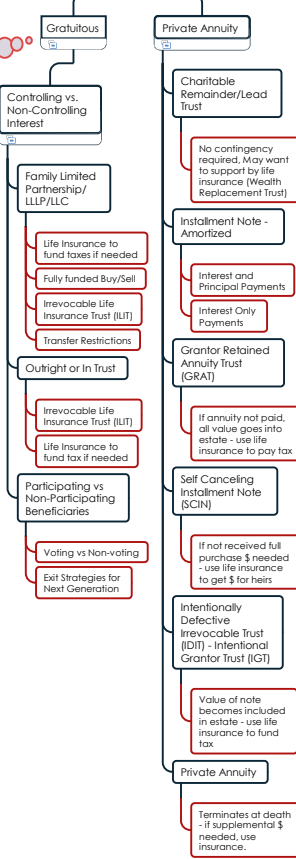 Gratuitous
Controlling vs.
Non-Controlling
Interest
Family Limited
Partnership/
LLLP/LLC
Life Insurance to
fund taxes if needed
Fully funded Buy/Sell
Irrevocable Life
Insurance Trust (ILIT)
Transfer Restrictions
Outright or In Trust
Irrevocable Life
Insurance Trust (ILIT)
Life Insurance to
fund tax if needed
Participating vs
Non-Participating
Beneficiaries
Voting vs Non-voting
Exit Strategies for
Next Generation
Private Annuity
Charitable
Remainder/Lead
Trust
No contingency
required, May want
to support by life
insurance (Wealth
Replacement Trust)
Installment Note -
Amortized
Interest and
Principal Payments
Interest Only
Payments
Grantor Retained
Annuity Trust
(GRAT)
If annuity not paid,
all value goes into
estate - use life
insurance to pay tax
Self Canceling
Installment Note
(SCIN)
If not received full
purchase $ needed
- use life insurance
to get $ for heirs
Intentionally
Defective
Irrevocable Trust
(IDIT) - Intentional
Grantor Trust (IGT)
Value of note
becomes included
in estate - use life
insurance to fund
tax
Private Annuity
Terminates at death
- if supplemental $
needed, use
insurance.